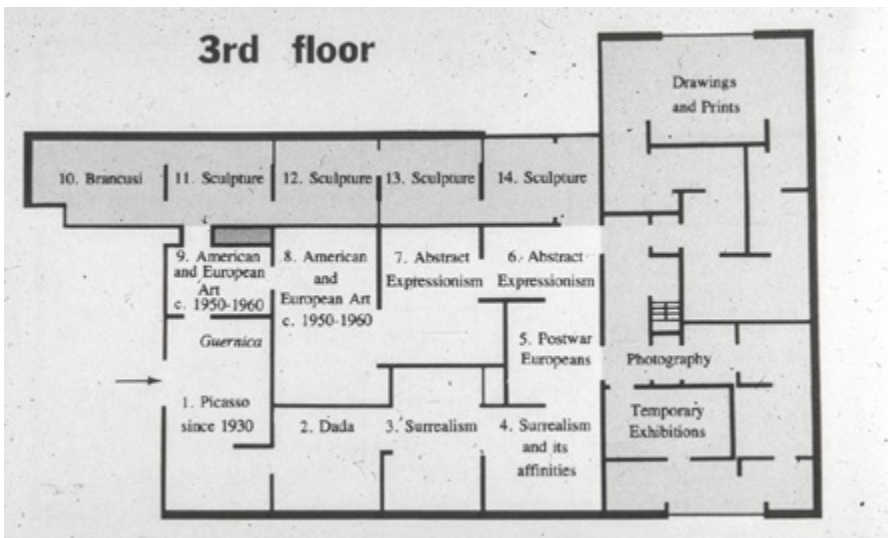 3rd floor
Drawings
and Prints
10. Brancusi
11. Sculpture
12. Sculpture
13. Sculpture
14. Sculpture
9. American
and European
Art
c. 1950-1960
8. American
and
European Art
c. 1950-1960
7. Abstract
Expressionism
6. Abstract
Expressionism
Guernica
5. Postwar
Europeans
Photography
1. Picasso
since 1930
2. Dada
3. Surrealism
4. Surrealism
and its
affinities
Temporary
Exhibitions